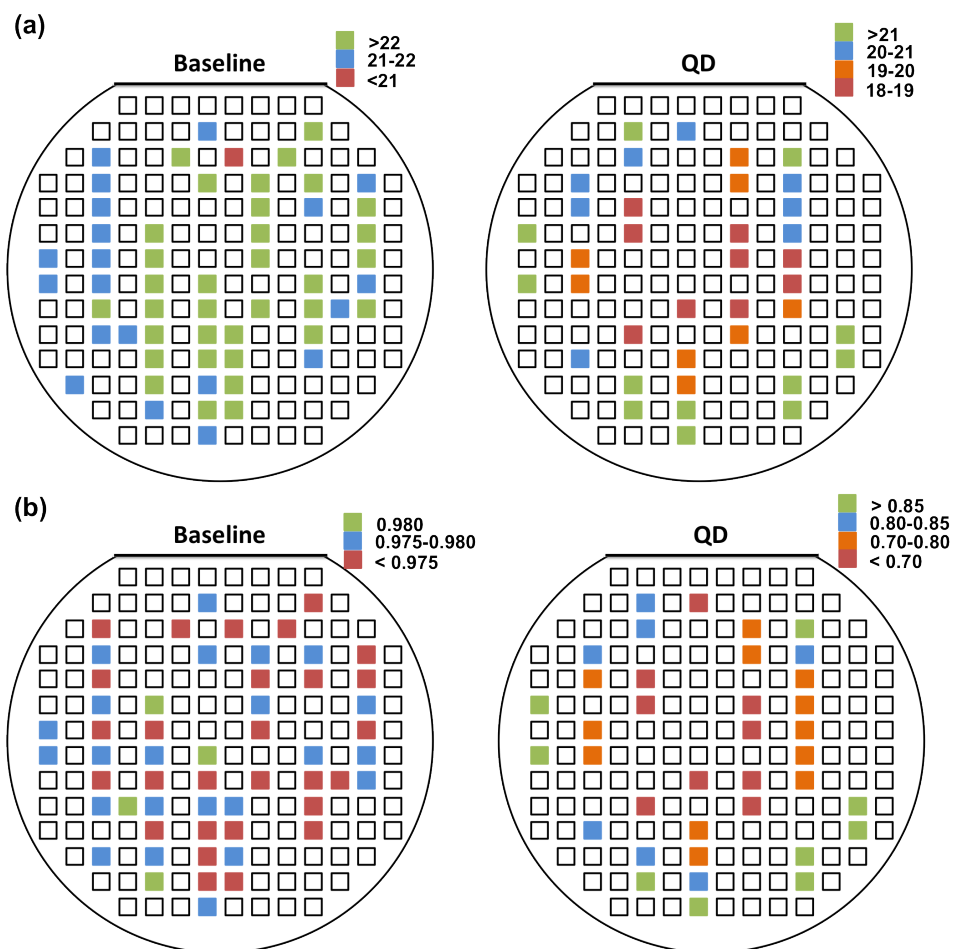 (a)
Baseline
>22
21-22
<21
QD
>21
20-21
19-20
18-19
(b)
Baseline
0.980
0.975-0.980
< 0.975
QD
> 0.85
0.80-0.85
0.70-0.80
< 0.70